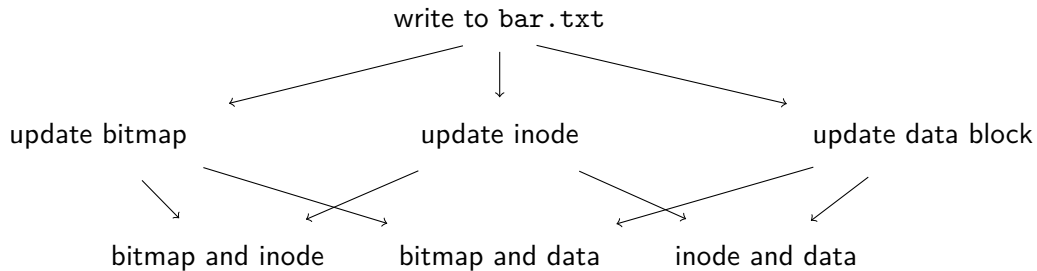 write to bar.txt
update bitmap
update inode
update data block
bitmap and inode
bitmap and data
inode and data